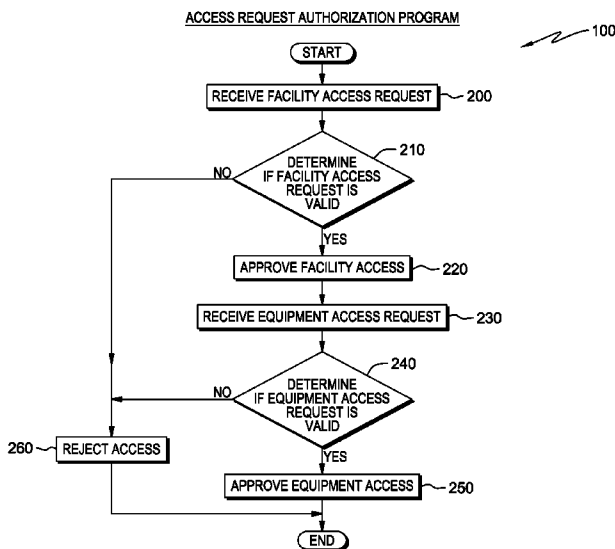 ACCESS REQUEST AUTHORIZATION PROGRAM
100
START
RECEIVE FACILITY ACCESS REQUEST
200
210
DETERMINE
IF FACILITY ACCESS
REQUEST IS
VALID
NO
YES
APPROVE FACILITY ACCESS
220
RECEIVE EQUIPMENT ACCESS REQUEST
230
240
DETERMINE
IF EQUIPMENT ACCESS
REQUEST IS
VALID
NO
YES
260
REJECT ACCESS
APPROVE EQUIPMENT ACCESS
250
END